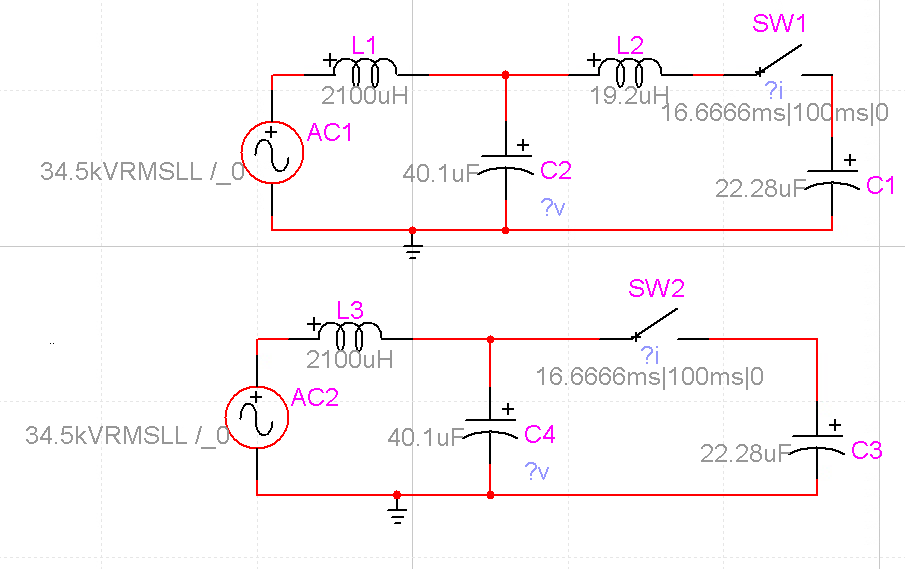 SW1
L1
L2
2100uH
19.2uH
?i
16.6666ms|100ms|0
AC1
34.5kVRMSLL /_0
40.1uF
C2
22.28uF
C1
?v
SW2
L3
2100uH
?i
16.6666ms|100ms|0
AC2
34.5kVRMSLL /_0
40.1uF
C4
22.28uF
C3
?v